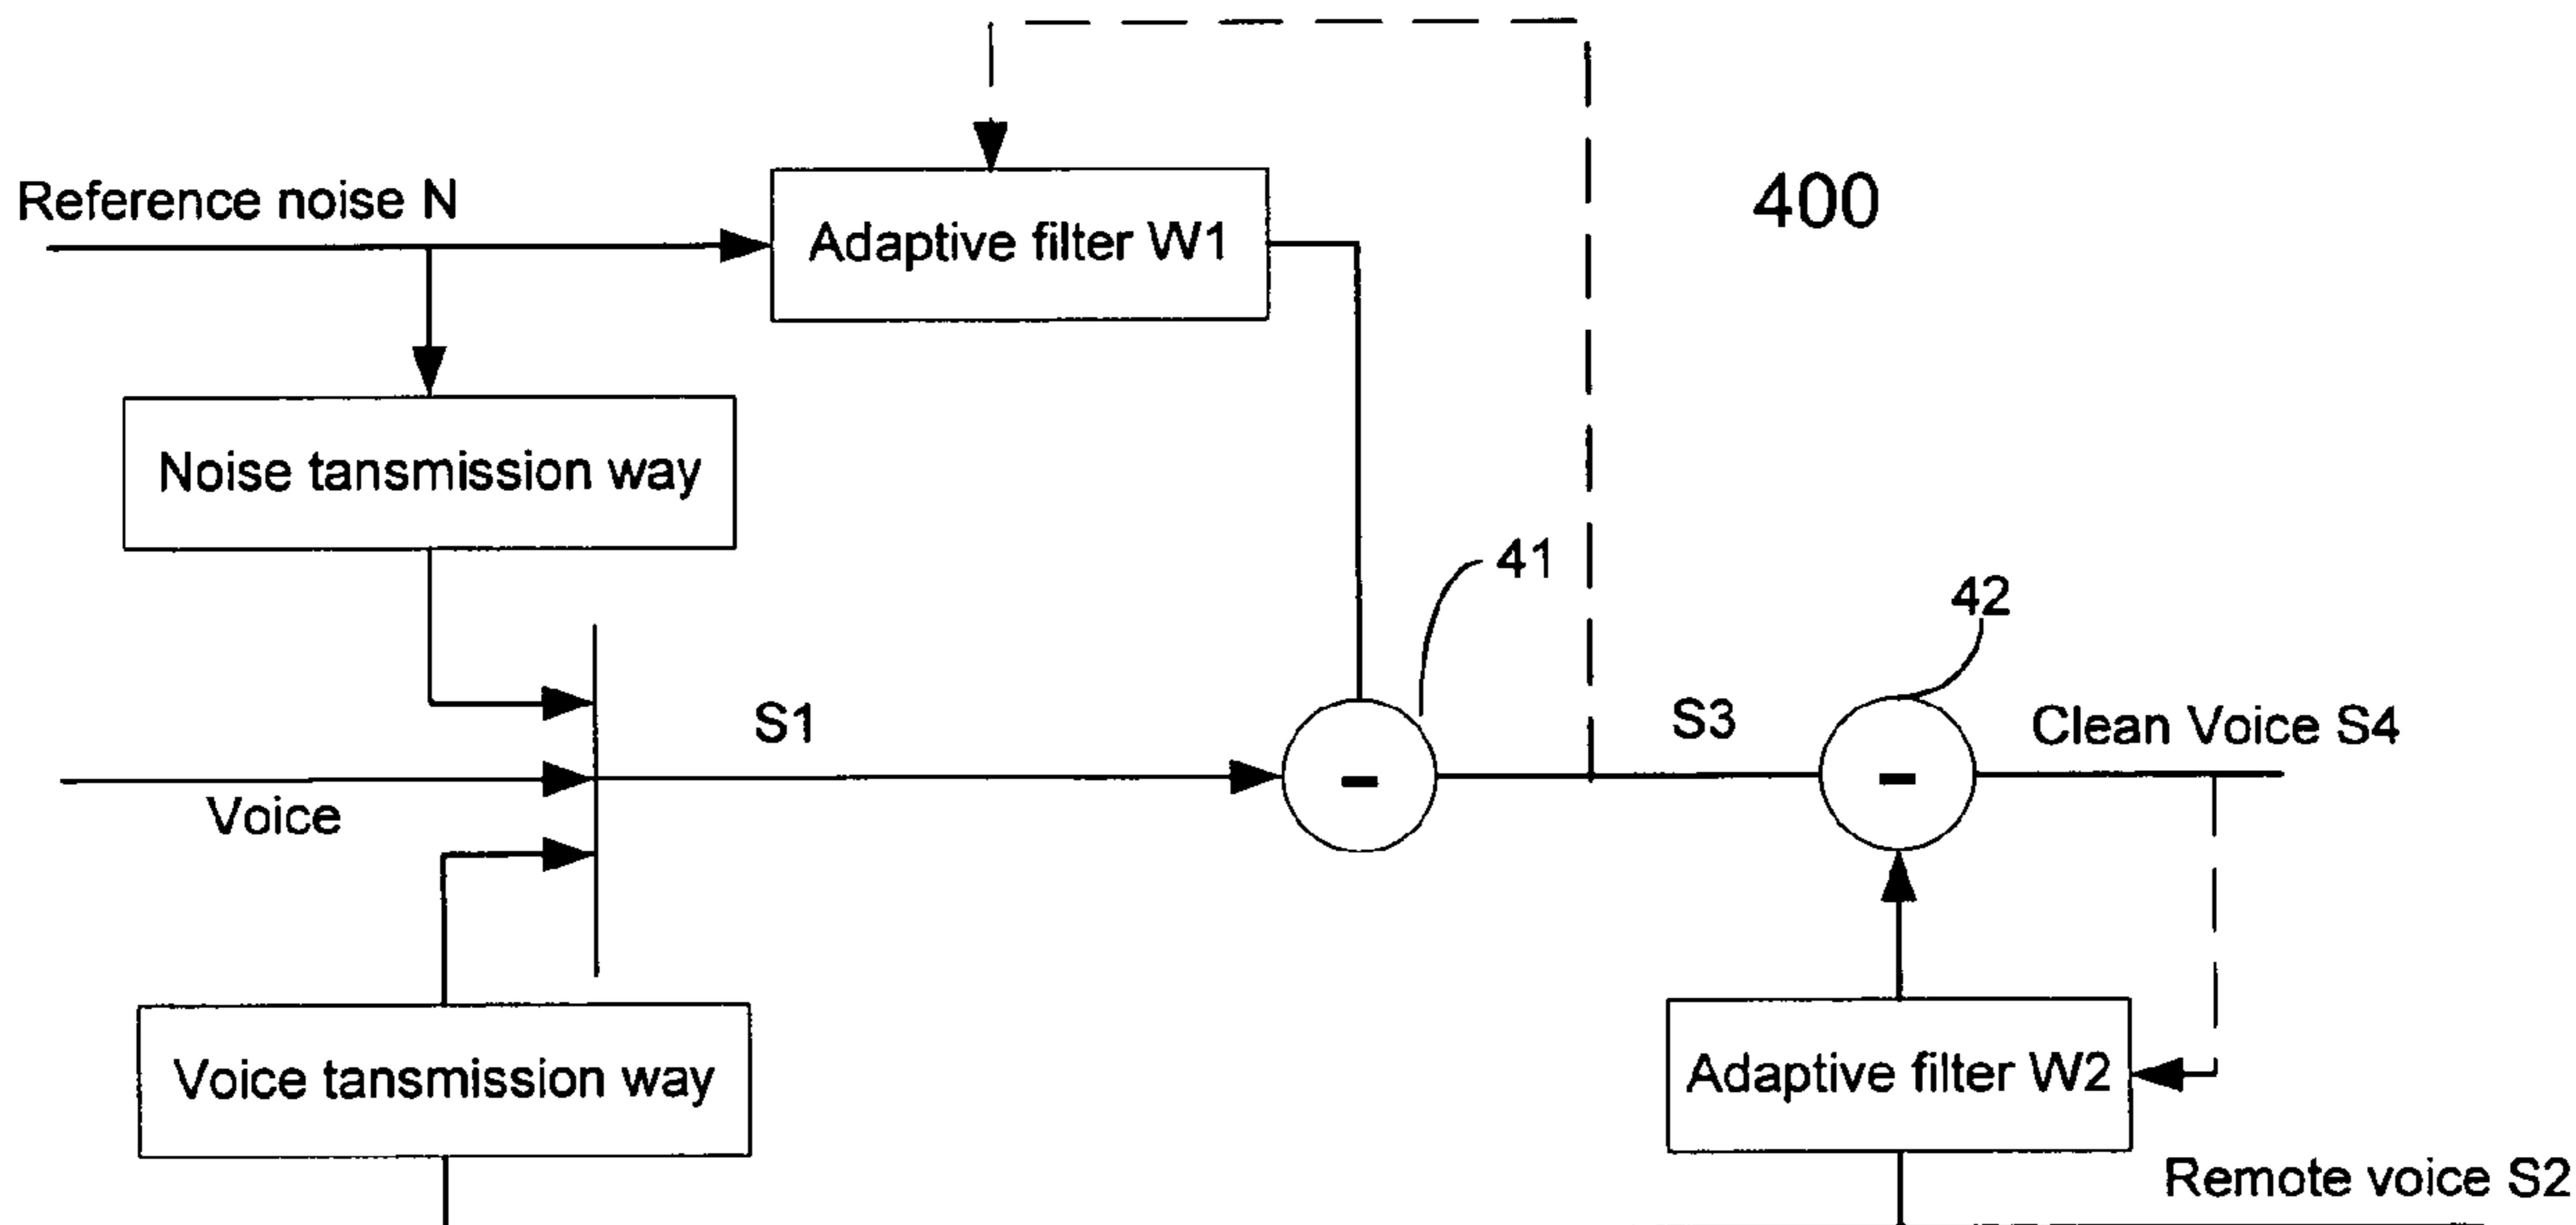 400
Reference noise N
Adaptive filter W1
Noise tansmission way
41
42
S1
S3
Clean Voice S4
Voice
Voice tansmission way
Adaptive filter W2
Remote voice S2
-
-